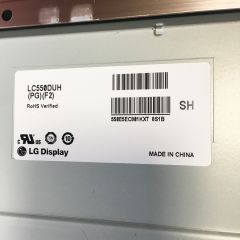 LC550DUH
(PG)(F2)
RoHS Verified
SH
LG Display
MADE IN CHINA